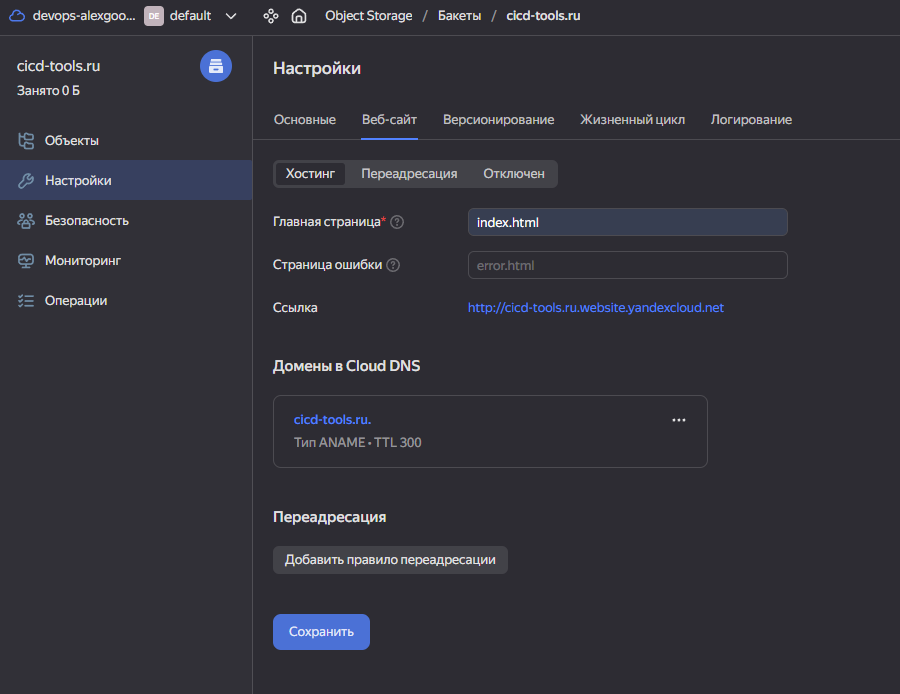 devops-alexgoo... DE default Object Storage / Бакеты / cicd-tools.ru
cicd-tools.ru
Занято 0 Б
Объекты
Настройки
Безопасность
Мониторинг
Операции
Настройки
Основные Веб-сайт Версионирование Жизненный цикл Логирование
Хостинг Переадресация Отключен
Главная страница* index.html
Страница ошибки error.html
Ссылка http://cicd-tools.ru.website.yandexcloud.net
Домены в Cloud DNS
cicd-tools.ru.
Тип ANAME • TTL 300
Переадресация
Добавить правило переадресации
Сохранить